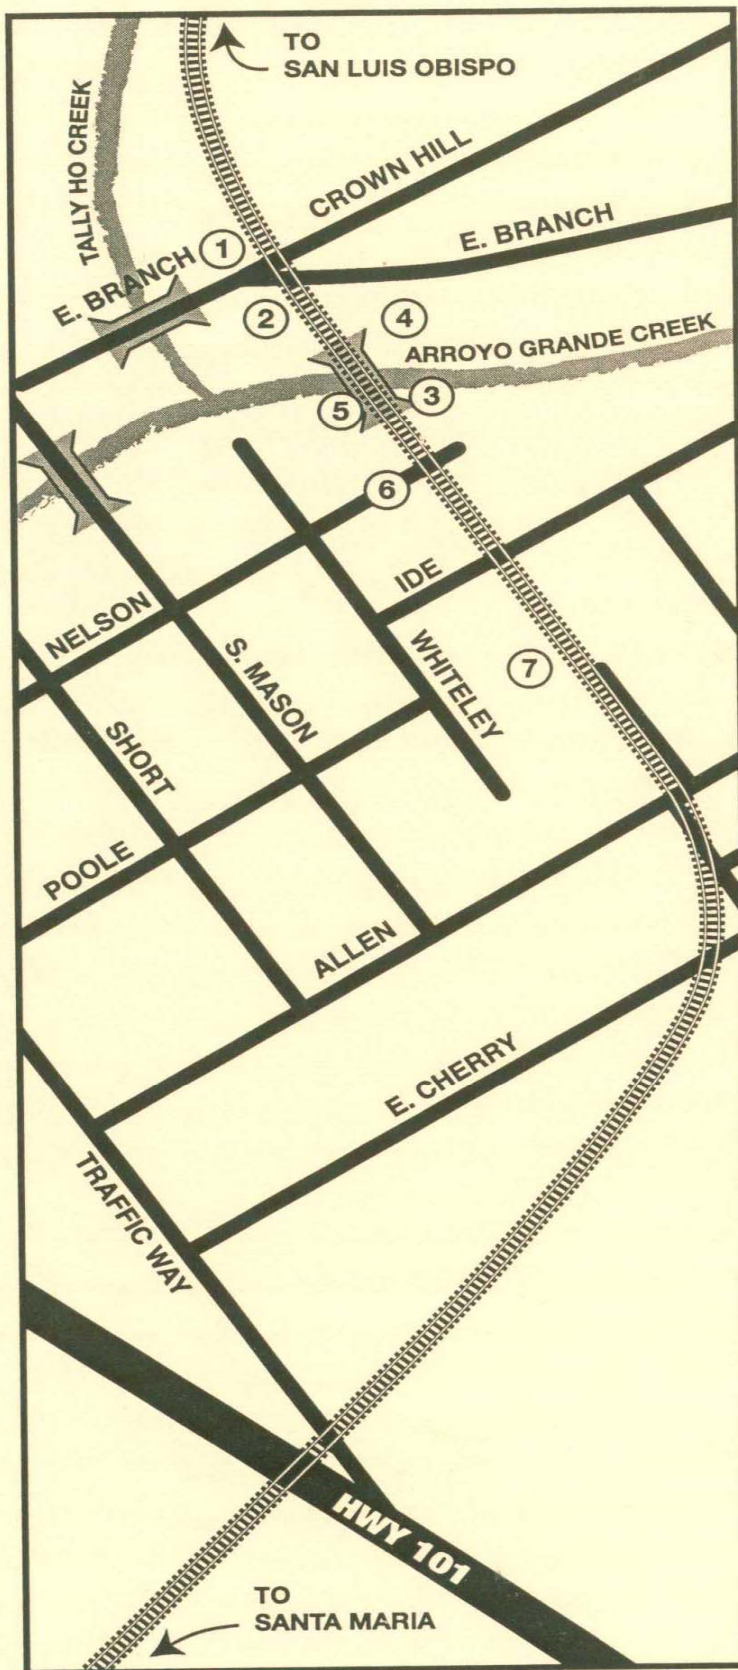 TO
SAN LUIS OBISPO
TALLY HO CREEK
CROWN HILL
E. BRANCH
E. BRANCH
1
2
4
ARROYO GRANDE CREEK
3
5
6
IDE
NELSON
WHITELEY
7
S. MASON
SHORT
POOLE
ALLEN
E. CHERRY
TRAFFIC WAY
HWY 101
TO
SANTA MARIA